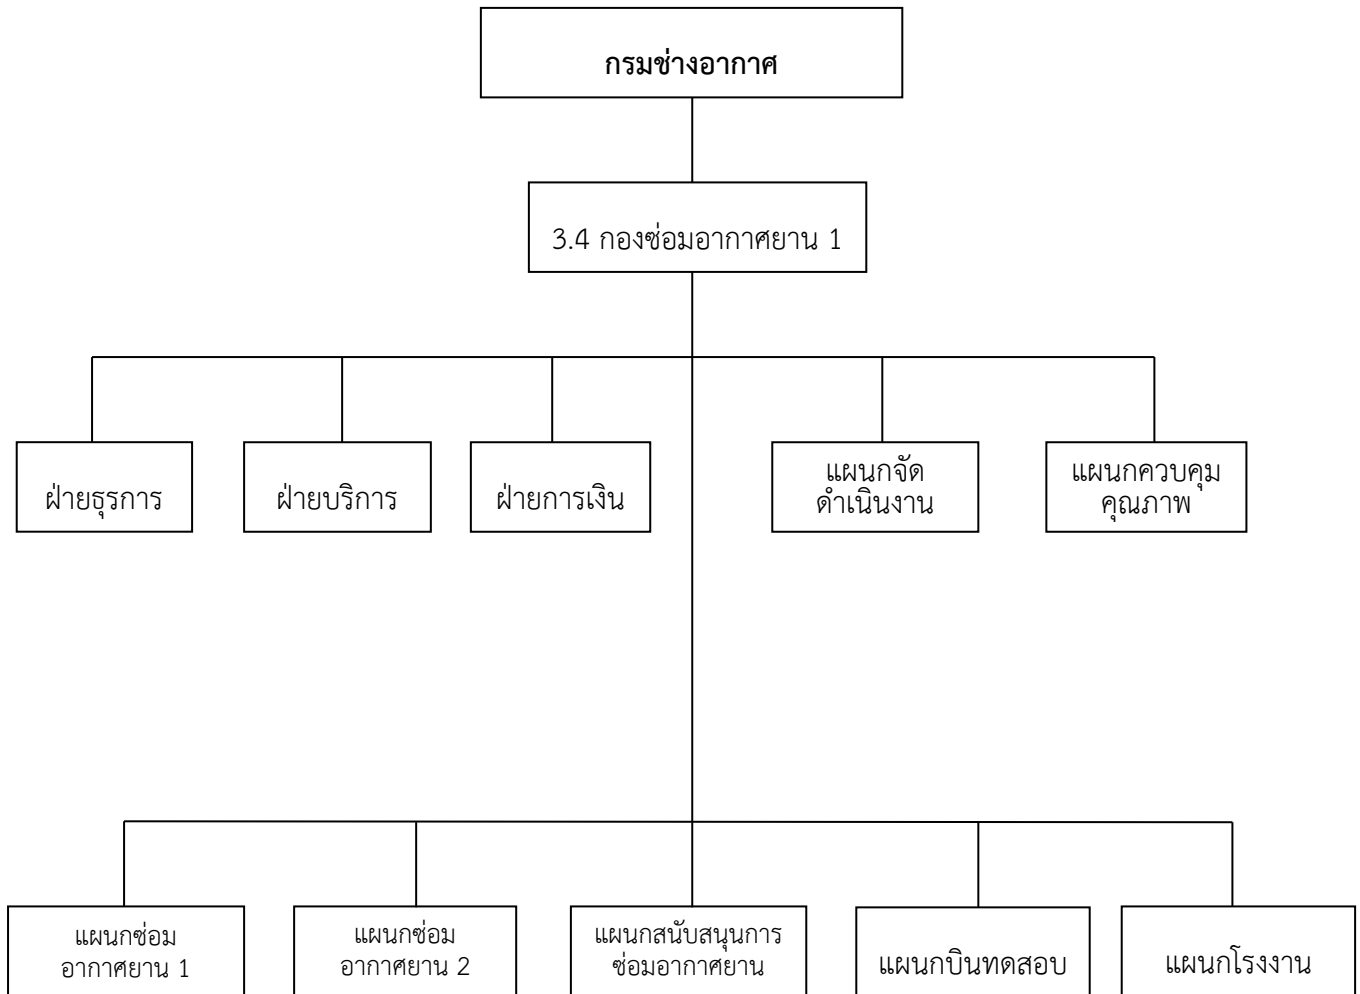 กรมช่างอากาศ
3.4 กองซ่อมอากาศยาน 1
ฝ่ายธุรการ
ฝ่ายบริการ
ฝ่ายการเงิน
แผนกจัด
ดำเนินงาน
แผนกควบคุม
คุณภาพ
แผนกซ่อม
อากาศยาน 1
แผนกซ่อม
อากาศยาน 2
แผนกสนับสนุนการ
ซ่อมอากาศยาน
แผนกบินทดสอบ
แผนกโรงงาน